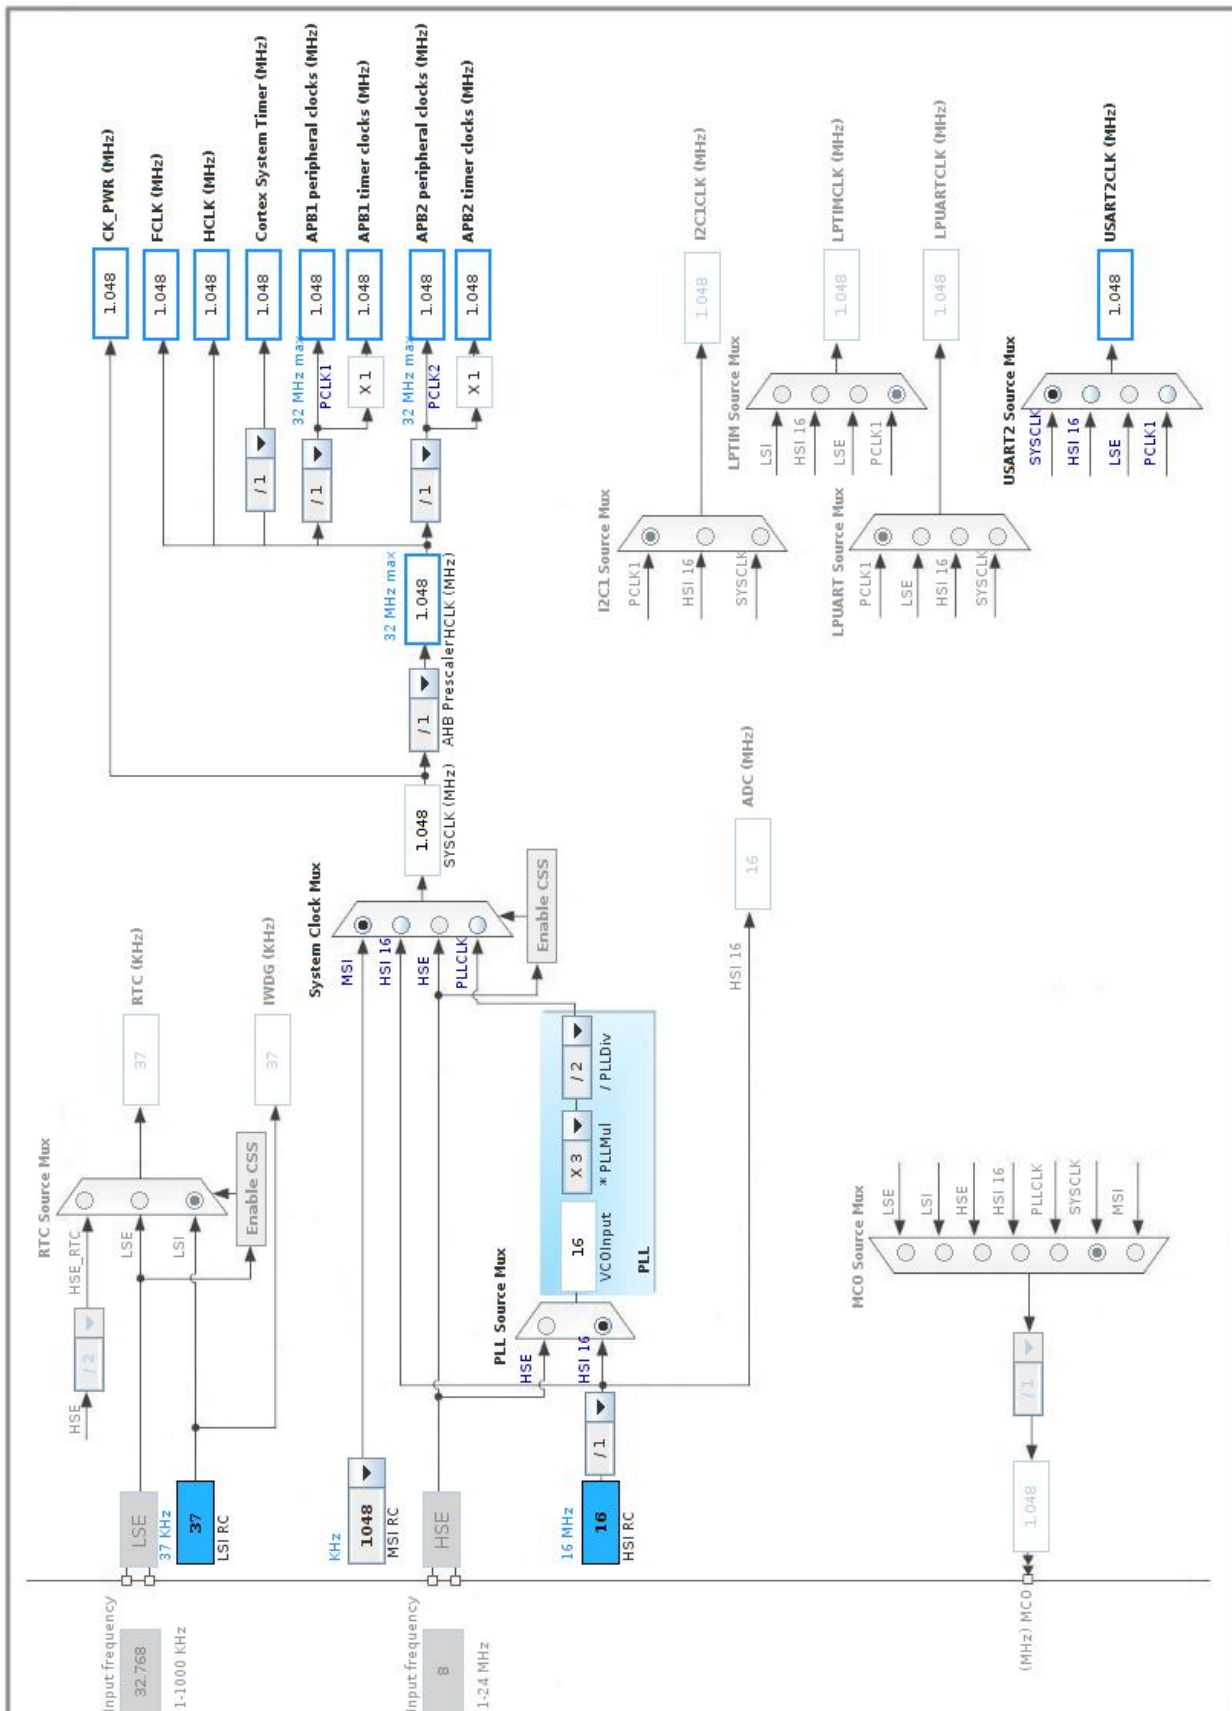 Input frequency
32.768
1-1000 KHz
LSE
37 KHz
37
LSI RC
HSE
/ 2
HSE_RTC
LSE
LSI
RTC Source Mux
Enable CSS
37
RTC (KHz)
37
IWDG (KHz)
Input frequency
8
1-24 MHz
KHz
1048
MSI RC
HSE
16 MHz
16
HSI RC
/ 1
HSE
HSI 16
PLL Source Mux
16
VCOInput
X 3
* PLLMul
/ 2
/ PLLDiv
PLL
System Clock Mux
MSI
HSI 16
HSE
PLLCLK
Enable CSS
1.048
SYSCLK (MHz)
/ 1
AHB Prescaler
32 MHz max
1.048
HCLK (MHz)
/ 1
/ 1
/ 1
32 MHz max
PCLK1
X 1
32 MHz max
PCLK2
X 1
1.048
CK_PWR (MHz)
1.048
FCLK (MHz)
1.048
HCLK (MHz)
1.048
Cortex System Timer (MHz)
1.048
APB1 peripheral clocks (MHz)
1.048
APB1 timer clocks (MHz)
1.048
APB2 peripheral clocks (MHz)
1.048
APB2 timer clocks (MHz)
HSI 16
16
ADC (MHz)
I2C1 Source Mux
PCLK1
HSI 16
SYSCLK
1.048
I2C1CLK (MHz)
LPTIM Source Mux
LSI
HSI 16
LSE
PCLK1
1.048
LPTIMCLK (MHz)
LPUART Source Mux
PCLK1
LSE
HSI 16
SYSCLK
1.048
LPUARTCLK (MHz)
USART2 Source Mux
SYSCLK
HSI 16
LSE
PCLK1
1.048
USART2CLK (MHz)
(MHz) MCO
1.048
/ 1
MCO Source Mux
LSE
LSI
HSE
HSI 16
PLLCLK
SYSCLK
MSI